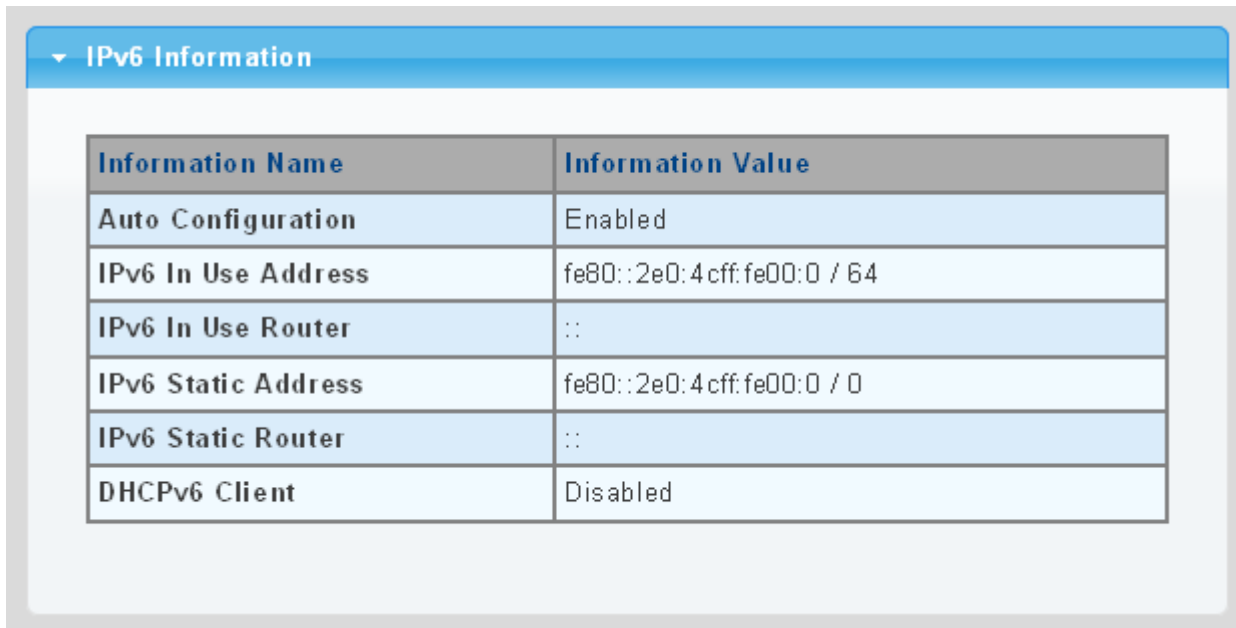 IPv6 Information
Information Name Information Value
Auto Configuration Enabled
IPv6 In Use Address fe80::2e0:4cff:fe00:0 / 64
IPv6 In Use Router ::
IPv6 Static Address fe80::2e0:4cff:fe00:0 / 0
IPv6 Static Router ::
DHCPv6 Client Disabled